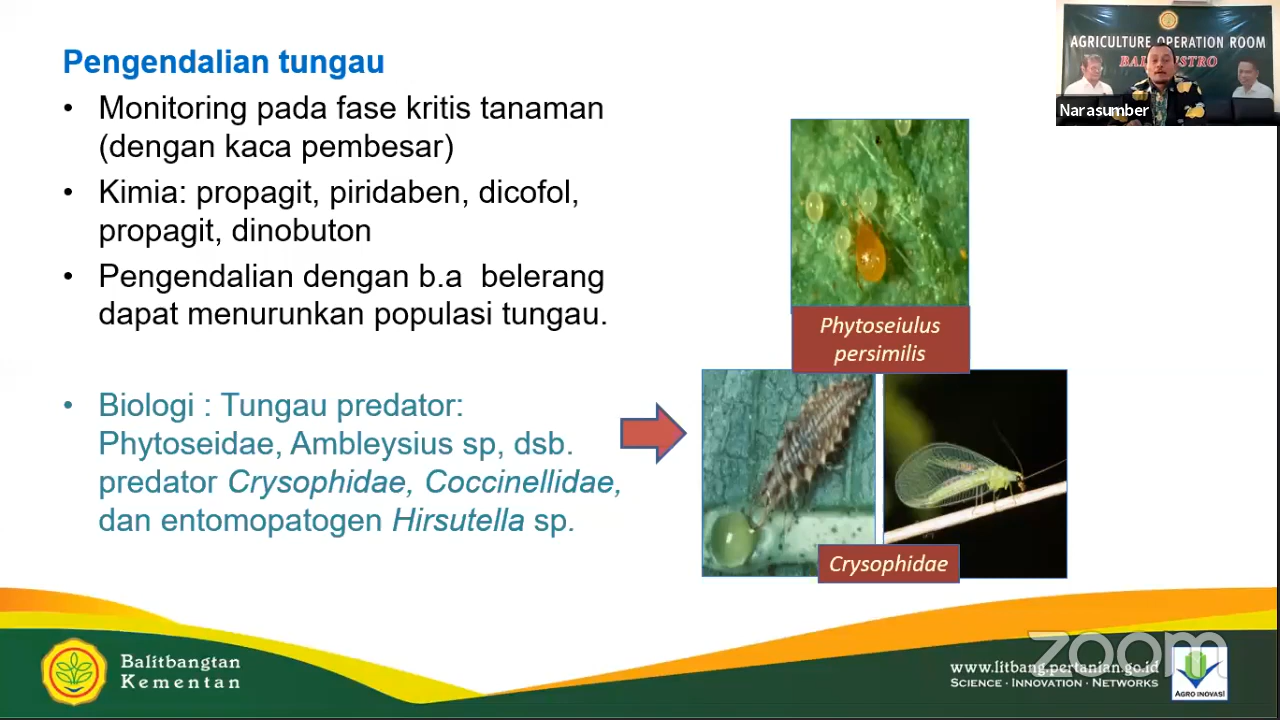 Pengendalian tungau
• Monitoring pada fase kritis tanaman
(dengan kaca pembesar)
• Kimia: propagit, piridaben, dicofol,
propagit, dinobuton
• Pengendalian dengan b.a belerang
dapat menurunkan populasi tungau.
• Biologi : Tungau predator:
Phytoseidae, Ambleysius sp, dsb.
predator Crysophidae, Coccinellidae,
dan entomopatogen Hirsutella sp.
Phytoseiulus
persimilis
Crysophidae
AGRICULTURE OPERATION ROOM
Narasumber
Balitbangtan
Kementan
zoom
www.litbang.pertanian.go.id
SCIENCE · INNOVATION · NETWORKS
AGRO INOVASI